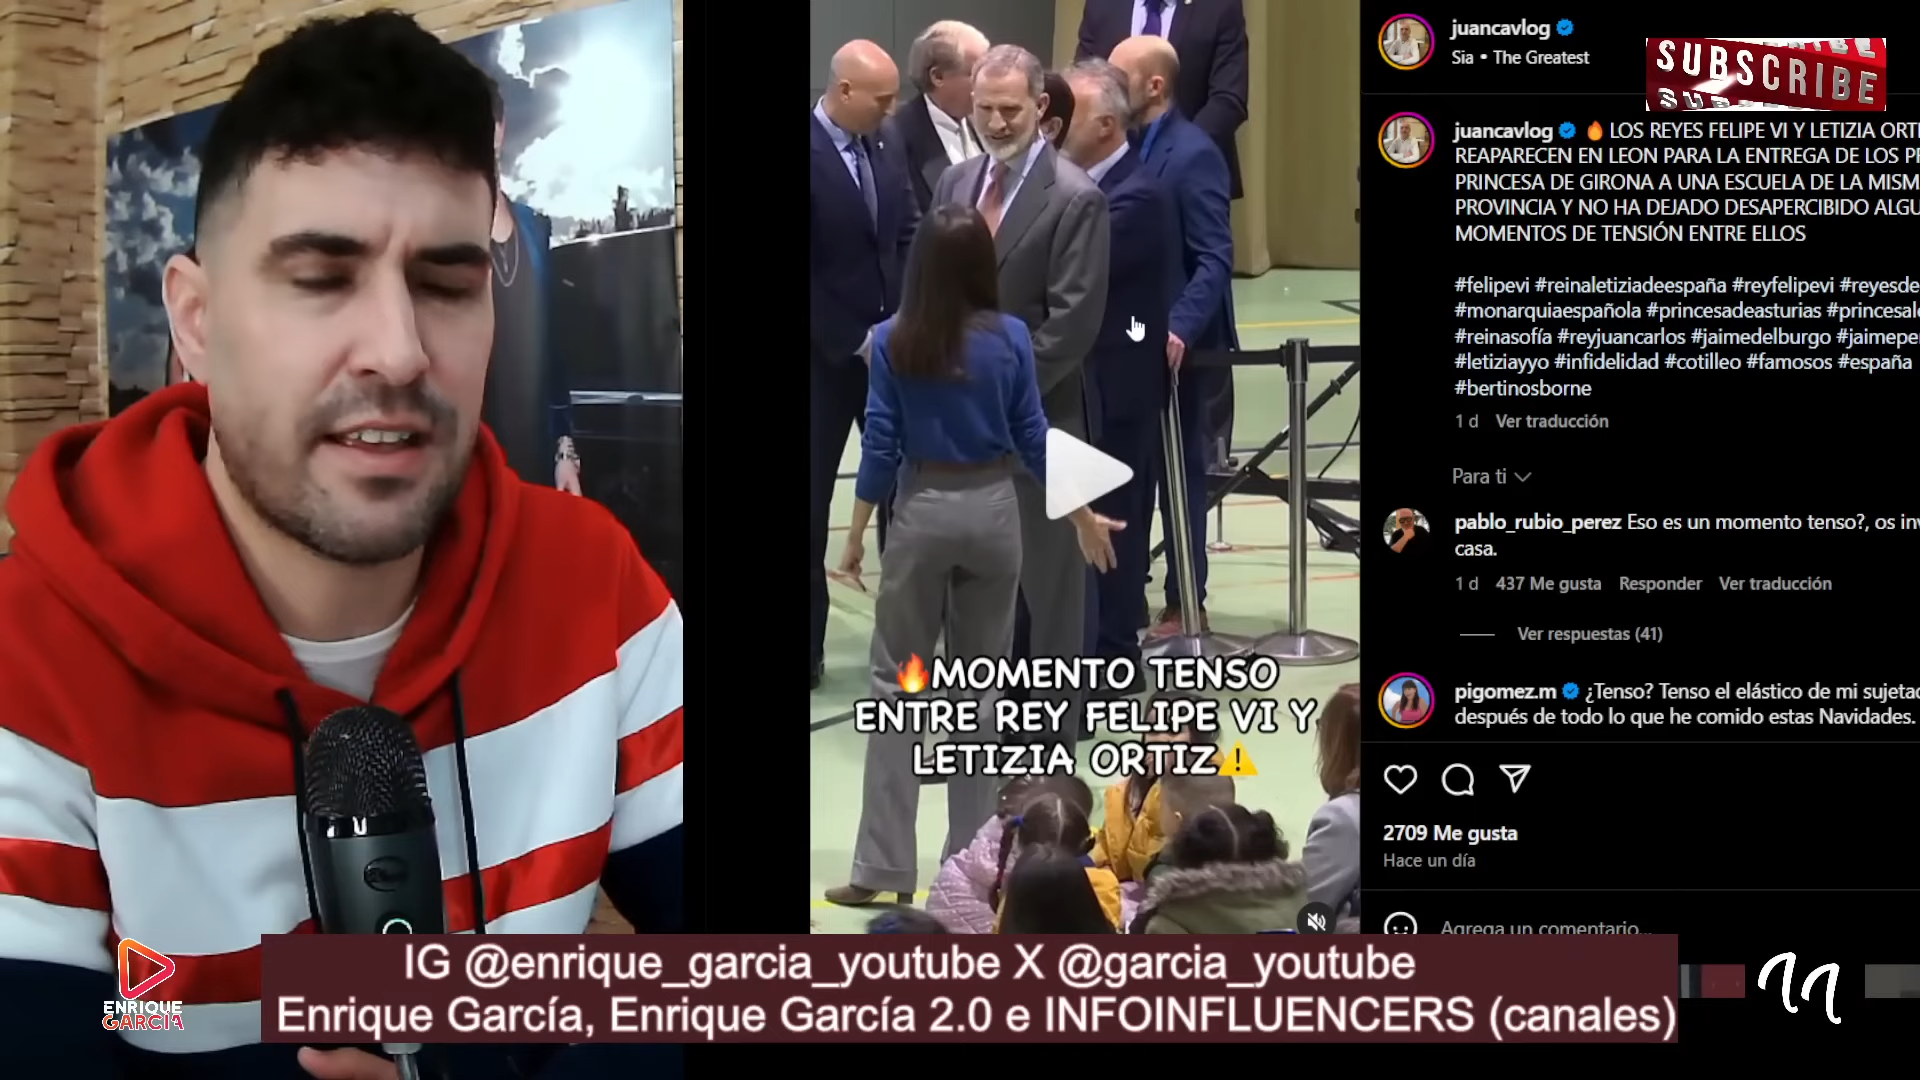 juancavlog
Sia • The Greatest
SUBSCRIBE
juancavlog 🔥 LOS REYES FELIPE VI Y LETIZIA
REAPARECEN EN LEON PARA LA ENTREGA DE LOS
PRINCESA DE GIRONA A UNA ESCUELA DE LA
PROVINCIA Y NO HA DEJADO DESAPERCIBIDO
MOMENTOS DE TENSIÓN ENTRE ELLOS
#felipevi #reinaletiziadeespaña #reyfelipevi
#monarquiaespañola #princesadeasturias
#reinasofía #reyjuancarlos #jaimedelburgo
#letiziayyo #infidelidad #cotilleo #famosos #españa
#bertinosborne
1 d Ver traducción
Para ti
pablo_rubio_perez Eso es un momento tenso?, os
casa.
1 d 437 Me gusta Responder Ver traducción
Ver respuestas (41)
pigomez.m ¿Tenso? Tenso el elástico de mi
después de todo lo que he comido estas Navidades.
2709 Me gusta
Hace un día
Agrega un comentario...
🔥MOMENTO TENSO
ENTRE REY FELIPE VI Y
LETIZIA ORTIZ⚠️
ENRIQUE
GARCÍA
IG @enrique_garcia_youtube X @garcia_youtube
Enrique García, Enrique García 2.0 e INFOINFLUENCERS (canales)